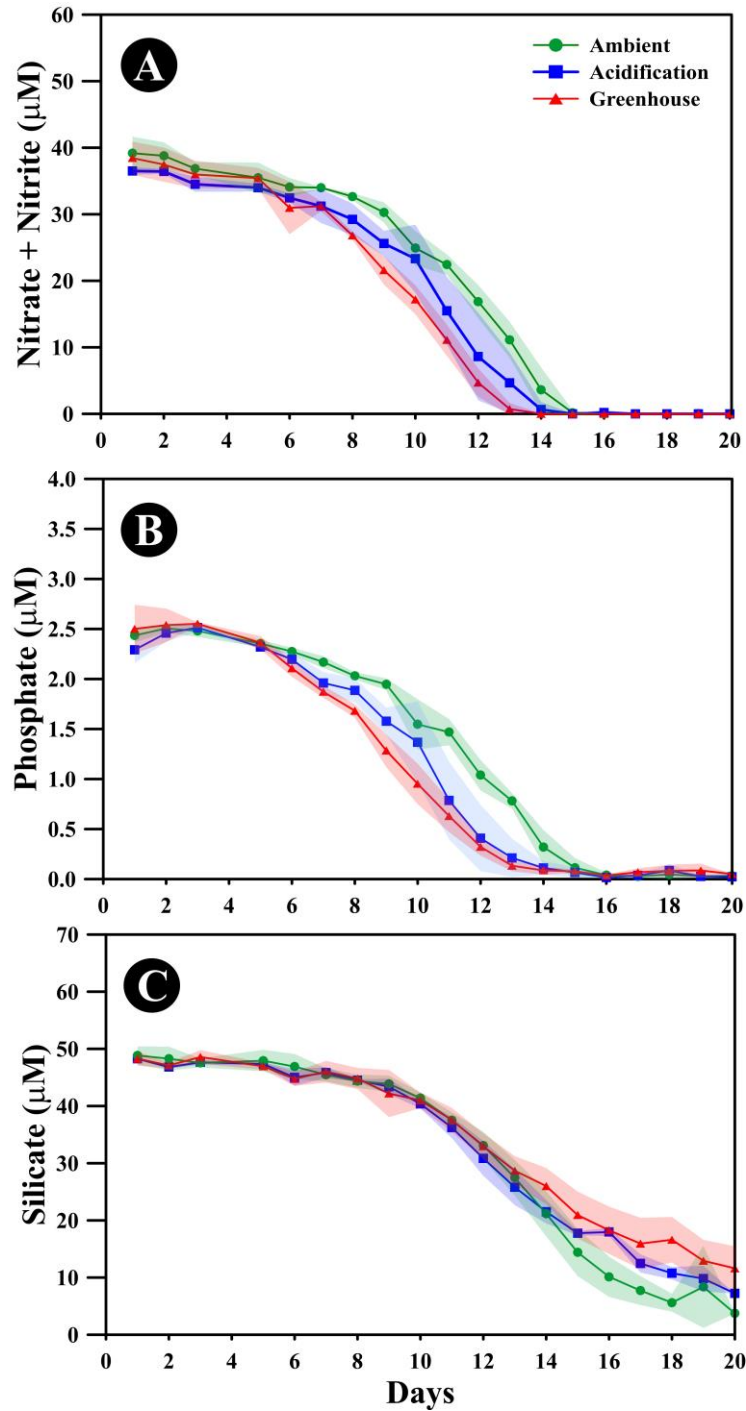 A
Ambient
Acidification
Greenhouse
Nitrate + Nitrite (μM)
60
50
40
30
20
10
0
0 2 4 6 8 10 12 14 16 18 20
B
Phosphate (μM)
4.0
3.5
3.0
2.5
2.0
1.5
1.0
0.5
0.0
0 2 4 6 8 10 12 14 16 18 20
C
Silicate (μM)
70
60
50
40
30
20
10
0
0 2 4 6 8 10 12 14 16 18 20
Days